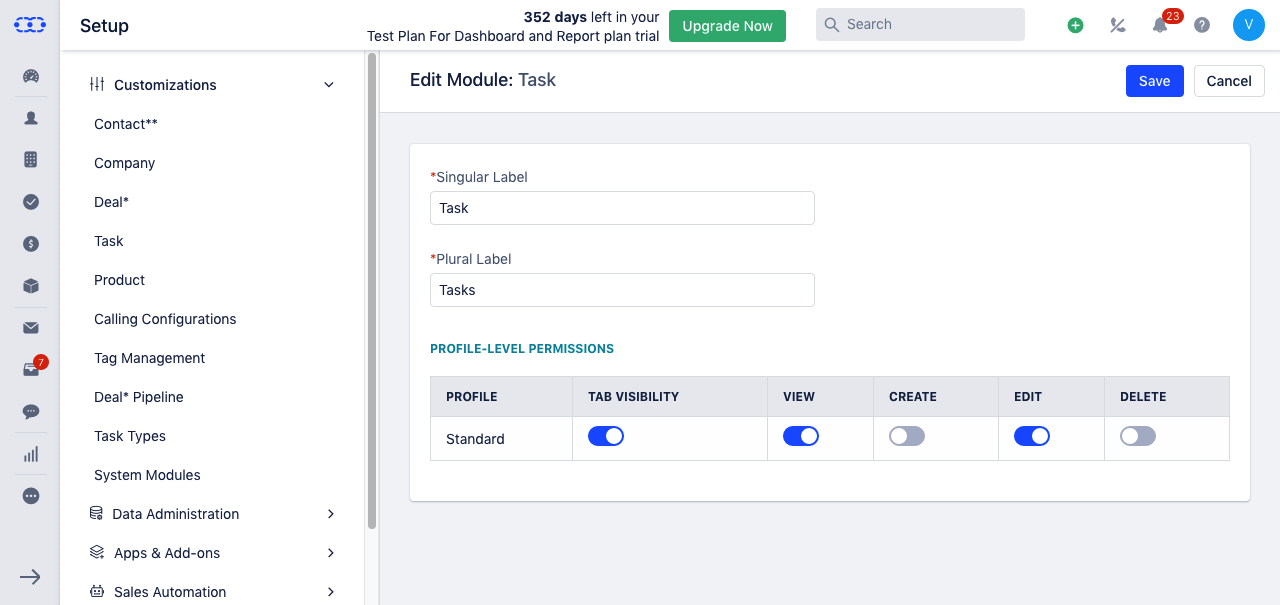 Setup
352 days left in your
Test Plan For Dashboard and Report plan trial
Upgrade Now
Search
23
V
7
Customizations
Contact**
Company
Deal*
Task
Product
Calling Configurations
Tag Management
Deal* Pipeline
Task Types
System Modules
Data Administration
Apps & Add-ons
Sales Automation
Edit Module: Task
Save
Cancel
*Singular Label
Task
*Plural Label
Tasks
PROFILE-LEVEL PERMISSIONS
PROFILE TAB VISIBILITY VIEW CREATE EDIT DELETE
Standard